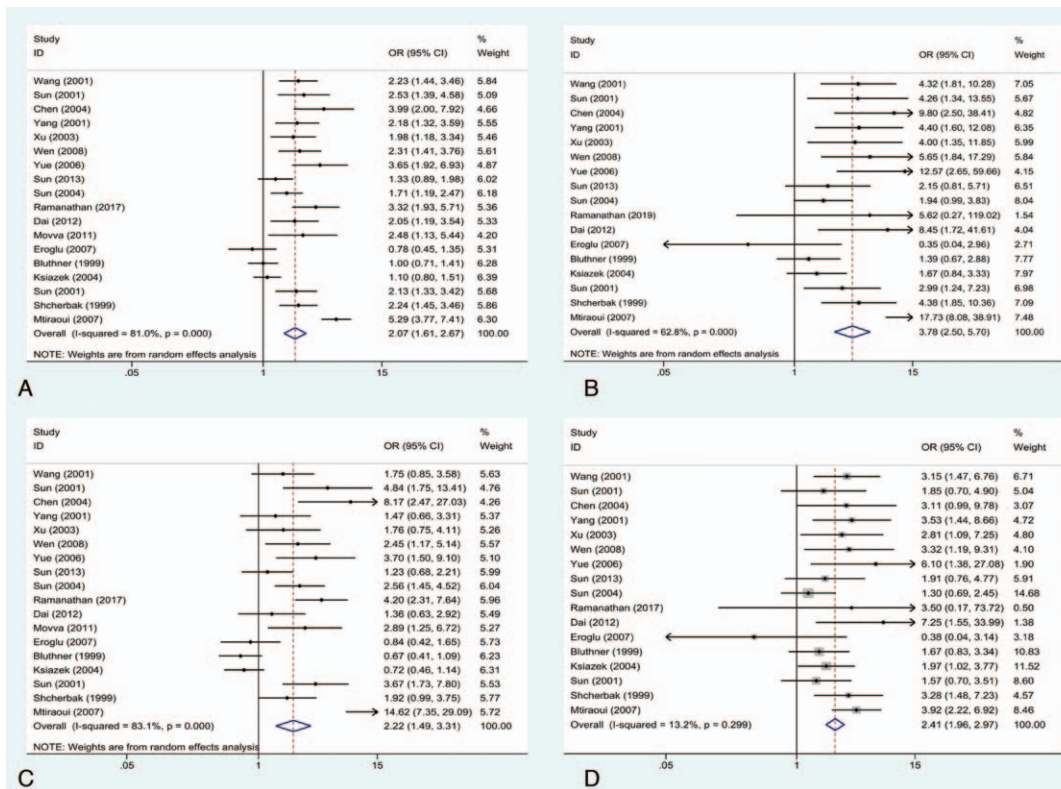 Study %
ID OR (95% CI) Weight
Wang (2001) 2.23 (1.44, 3.46) 5.84
Sun (2001) 2.53 (1.39, 4.58) 5.09
Chen (2004) 3.99 (2.00, 7.92) 4.66
Yang (2001) 2.18 (1.32, 3.59) 5.55
Xu (2003) 1.98 (1.18, 3.34) 5.46
Wen (2008) 2.31 (1.41, 3.76) 5.61
Yue (2006) 3.65 (1.92, 6.93) 4.87
Sun (2013) 1.33 (0.89, 1.98) 6.02
Sun (2004) 1.71 (1.19, 2.47) 6.18
Ramanathan (2017) 3.32 (1.93, 5.71) 5.36
Dai (2012) 2.05 (1.19, 3.54) 5.33
Movva (2011) 2.48 (1.13, 5.44) 4.20
Eroglu (2007) 0.78 (0.45, 1.35) 5.31
Bluthner (1999) 1.00 (0.71, 1.41) 6.28
Ksiazek (2004) 1.10 (0.80, 1.51) 6.39
Sun (2001) 2.13 (1.33, 3.42) 5.68
Shcherbak (1999) 2.24 (1.45, 3.46) 5.86
Mtiraoui (2007) 5.29 (3.77, 7.41) 6.30
Overall (I-squared = 81.0%, p = 0.000) 2.07 (1.61, 2.67) 100.00
NOTE: Weights are from random effects analysis
.05 1 15
A
Study %
ID OR (95% CI) Weight
Wang (2001) 4.32 (1.81, 10.28) 7.05
Sun (2001) 4.26 (1.34, 13.55) 5.67
Chen (2004) 9.80 (2.50, 38.41) 4.82
Yang (2001) 4.40 (1.60, 12.08) 6.35
Xu (2003) 4.00 (1.35, 11.85) 5.99
Wen (2008) 5.65 (1.84, 17.29) 5.84
Yue (2006) 12.57 (2.65, 59.66) 4.15
Sun (2013) 2.15 (0.81, 5.71) 6.51
Sun (2004) 1.94 (0.99, 3.83) 8.04
Ramanathan (2019) 5.62 (0.27, 119.02) 1.54
Dai (2012) 8.45 (1.72, 41.61) 4.04
Eroglu (2007) 0.35 (0.04, 2.96) 2.71
Bluthner (1999) 1.39 (0.67, 2.88) 7.77
Ksiazek (2004) 1.67 (0.84, 3.33) 7.97
Sun (2001) 2.99 (1.24, 7.23) 6.98
Shcherbak (1999) 4.38 (1.85, 10.36) 7.09
Mtiraoui (2007) 17.73 (8.08, 38.91) 7.48
Overall (I-squared = 62.8%, p = 0.000) 3.78 (2.50, 5.70) 100.00
NOTE: Weights are from random effects analysis
.05 1 15
B
Study %
ID OR (95% CI) Weight
Wang (2001) 1.75 (0.85, 3.58) 5.63
Sun (2001) 4.84 (1.75, 13.41) 4.76
Chen (2004) 8.17 (2.47, 27.03) 4.26
Yang (2001) 1.47 (0.66, 3.31) 5.37
Xu (2003) 1.76 (0.75, 4.11) 5.26
Wen (2008) 2.45 (1.17, 5.14) 5.57
Yue (2006) 3.70 (1.50, 9.10) 5.10
Sun (2013) 1.23 (0.68, 2.21) 5.99
Sun (2004) 2.56 (1.45, 4.52) 6.04
Ramanathan (2017) 4.20 (2.31, 7.64) 5.96
Dai (2012) 1.36 (0.63, 2.92) 5.49
Movva (2011) 2.89 (1.25, 6.72) 5.27
Eroglu (2007) 0.84 (0.42, 1.65) 5.73
Bluthner (1999) 0.67 (0.41, 1.09) 6.23
Ksiazek (2004) 0.72 (0.46, 1.14) 6.31
Sun (2001) 3.67 (1.73, 7.80) 5.53
Shcherbak (1999) 1.92 (0.99, 3.75) 5.77
Mtiraoui (2007) 14.62 (7.35, 29.09) 5.72
Overall (I-squared = 83.1%, p = 0.000) 2.22 (1.49, 3.31) 100.00
NOTE: Weights are from random effects analysis
.05 1 15
C
Study %
ID OR (95% CI) Weight
Wang (2001) 3.15 (1.47, 6.76) 6.71
Sun (2001) 1.85 (0.70, 4.90) 5.04
Chen (2004) 3.11 (0.99, 9.78) 3.07
Yang (2001) 3.53 (1.44, 8.66) 4.72
Xu (2003) 2.81 (1.09, 7.25) 4.80
Wen (2008) 3.32 (1.19, 9.31) 4.10
Yue (2006) 6.10 (1.38, 27.08) 1.90
Sun (2013) 1.91 (0.76, 4.77) 5.91
Sun (2004) 1.30 (0.69, 2.45) 14.68
Ramanathan (2017) 3.50 (0.17, 73.72) 0.50
Dai (2012) 7.25 (1.55, 33.99) 1.38
Eroglu (2007) 0.38 (0.04, 3.14) 3.18
Bluthner (1999) 1.67 (0.83, 3.34) 10.83
Ksiazek (2004) 1.97 (1.02, 3.77) 11.52
Sun (2001) 1.57 (0.70, 3.51) 8.60
Shcherbak (1999) 3.28 (1.48, 7.23) 4.57
Mtiraoui (2007) 3.92 (2.22, 6.92) 8.46
Overall (I-squared = 13.2%, p = 0.299) 2.41 (1.96, 2.97) 100.00
.05 1 15
D